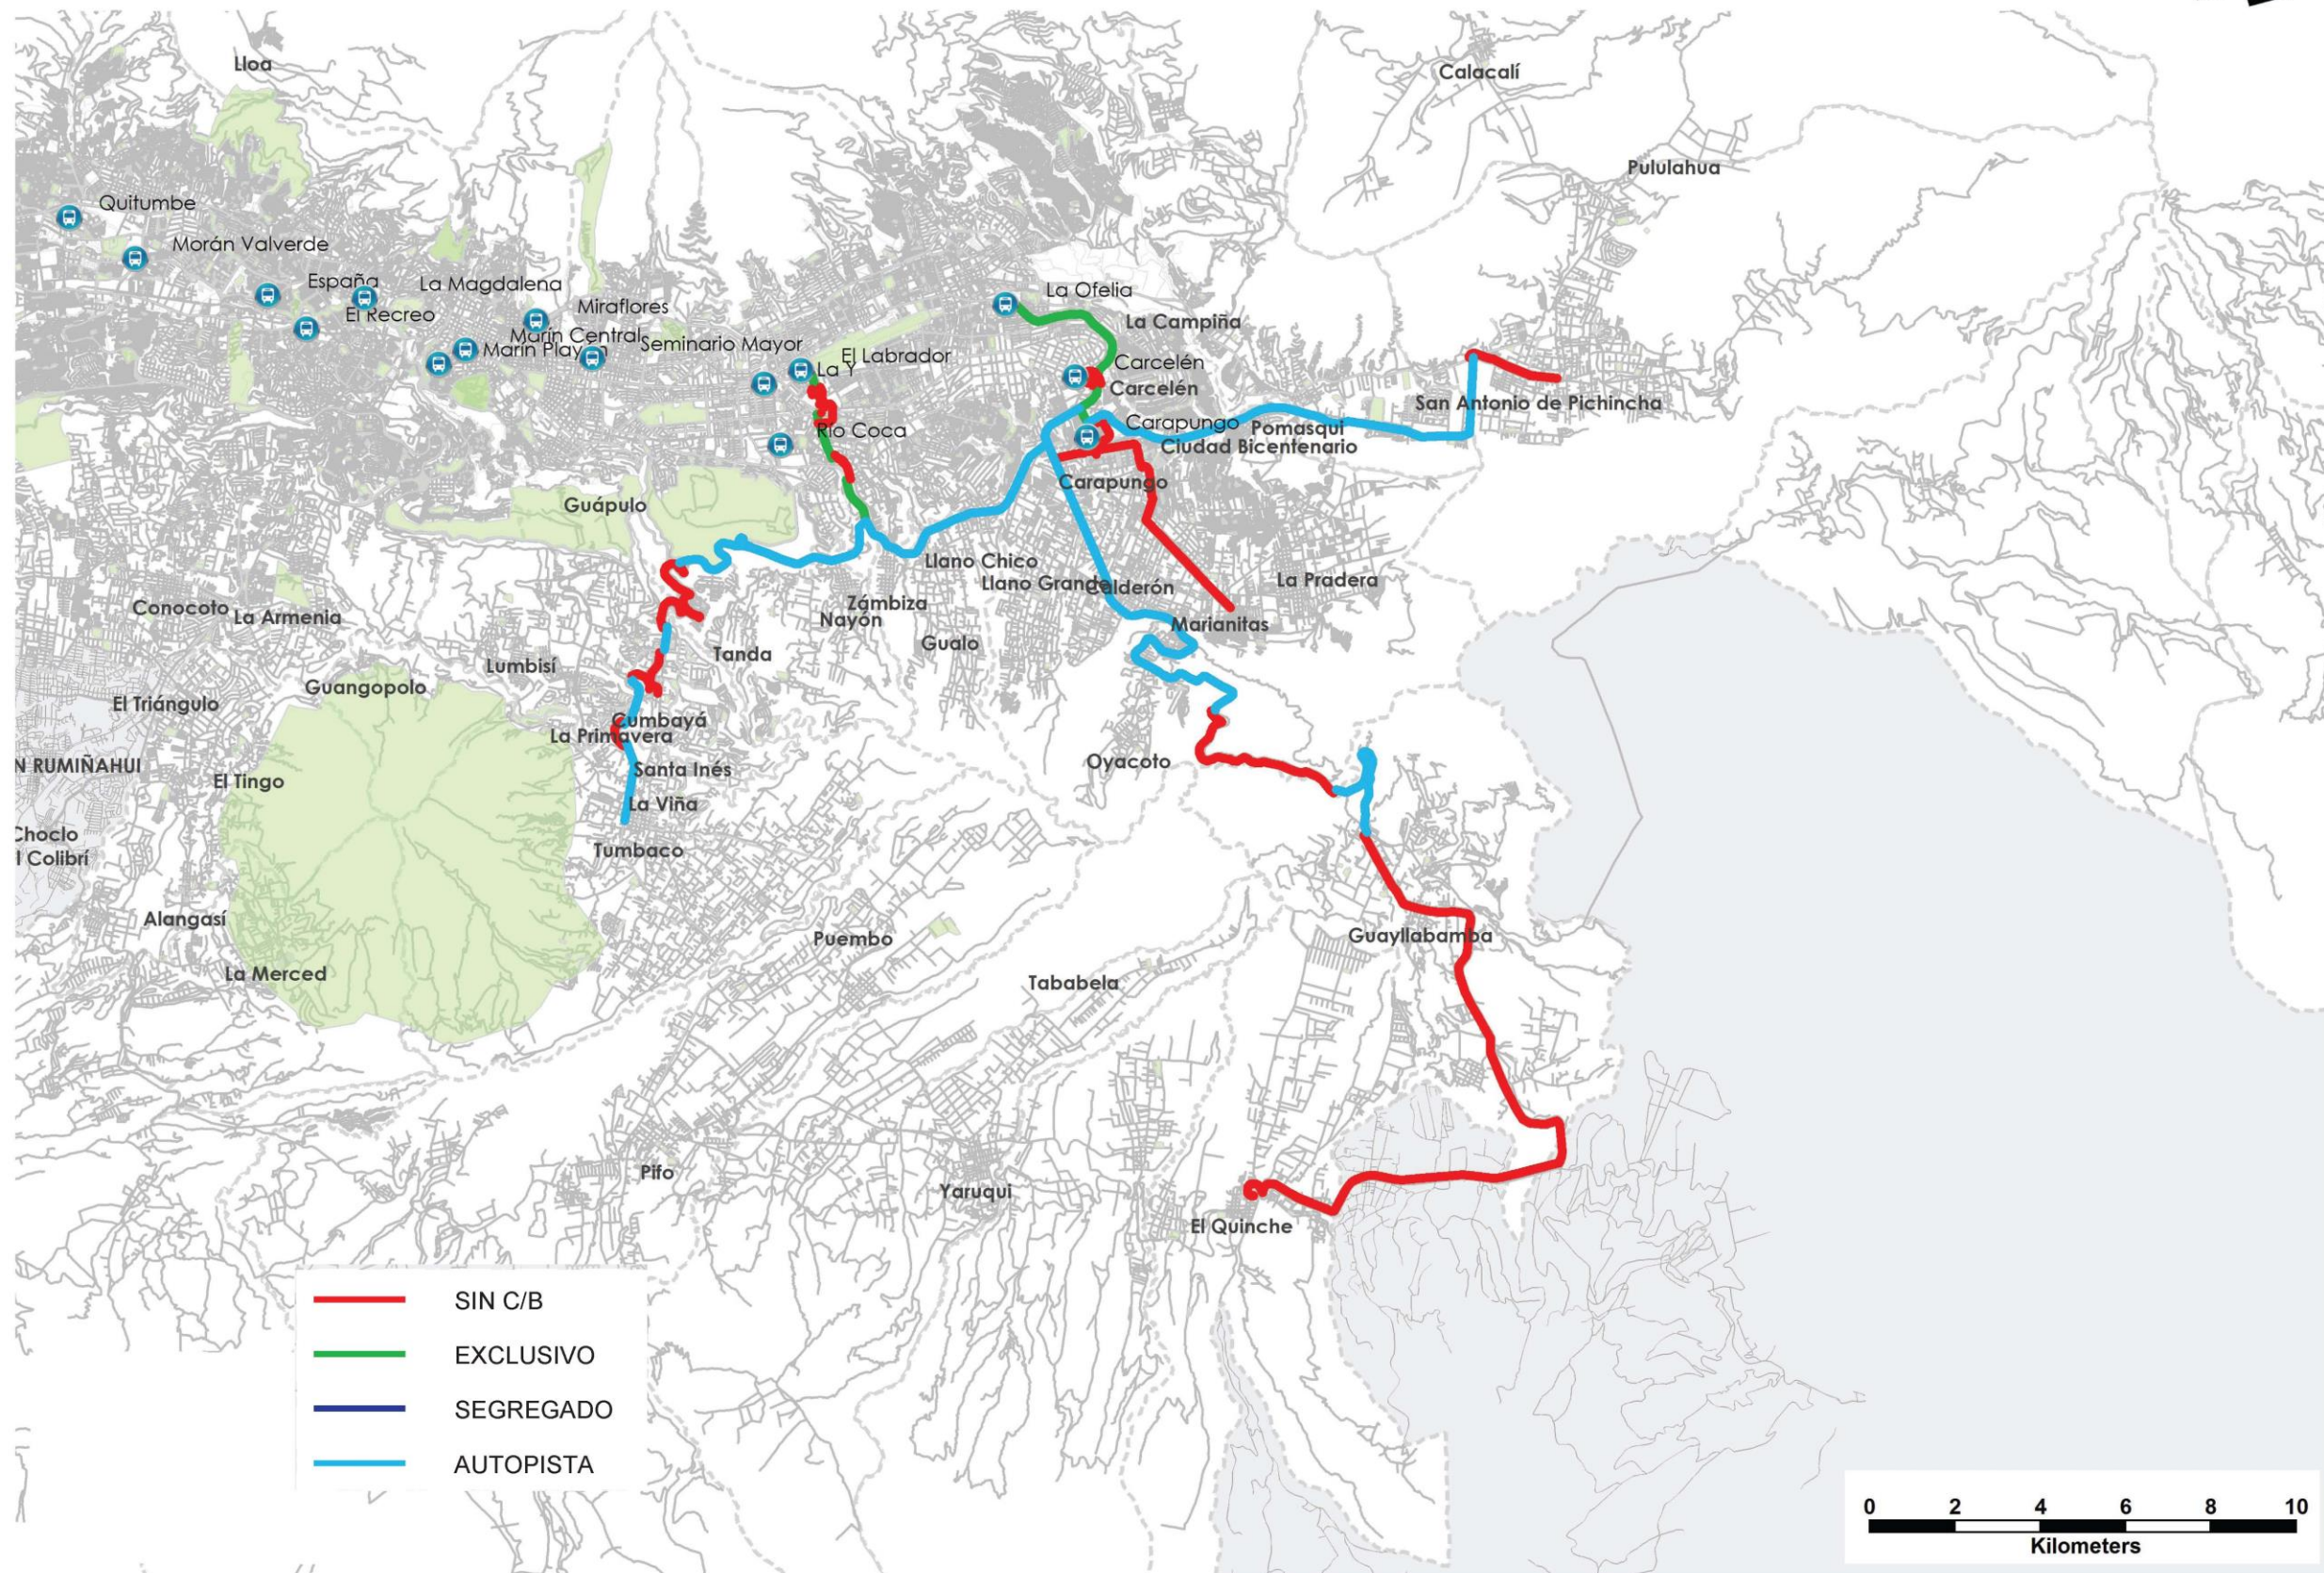 Lloa
Calacalí
Pululahua
Quitumbe
Morán Valverde
España
La Magdalena
El Recreo
Miraflores
Marín Central
Seminario Mayor
La Ofelia
La Campiña
El Labrador
La Y
Carcelén
Carcelén
San Antonio de Pichincha
Carapungo
Pomasqui
Río Coca
Ciudad Bicentenario
Carapungo
Guápulo
Llano Chico
Llano Grande
Calderón
La Pradera
Conocoto
La Armenia
Zámbiza
Nayón
Marianitas
Gualo
Tanda
Lumbisí
Guangopolo
El Triángulo
Cumbayá
La Primavera
N RUMIÑAHUI
Santa Inés
Oyacoto
El Tingo
La Viña
Choclo
l Colibrí
Tumbaco
Alangasí
Puembo
Guayllabamba
La Merced
Tababela
Pifo
Yaruqui
El Quinche
SIN C/B
EXCLUSIVO
SEGREGADO
AUTOPISTA
0 2 4 6 8 10
Kilometers